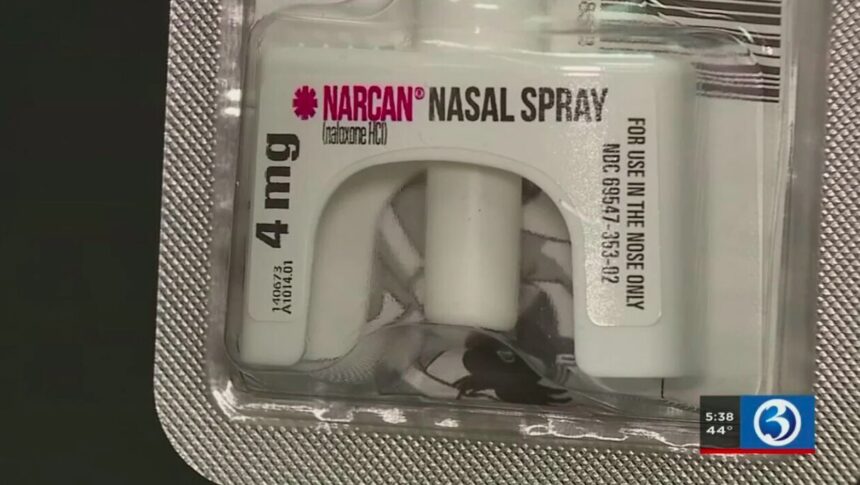 NARCAN® NASAL SPRAY
(naloxone HCl)
4 mg
FOR USE IN THE NOSE ONLY
NDC 69547-353-02
140673
A1014.01
5:38
44°
3